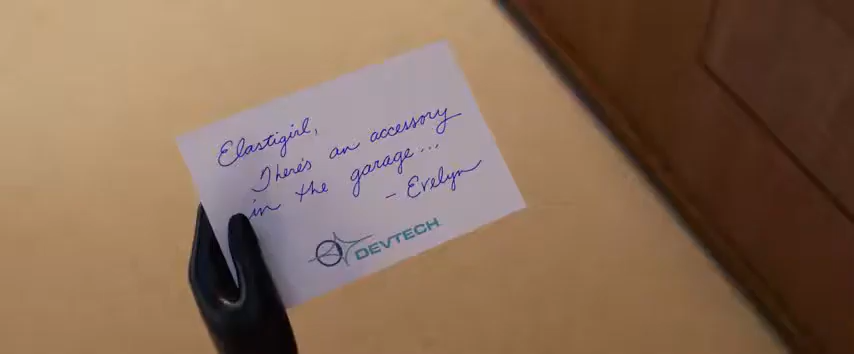 Elastigirl,
There's an accessory
in the garage...
- Evelyn
DEVTECH